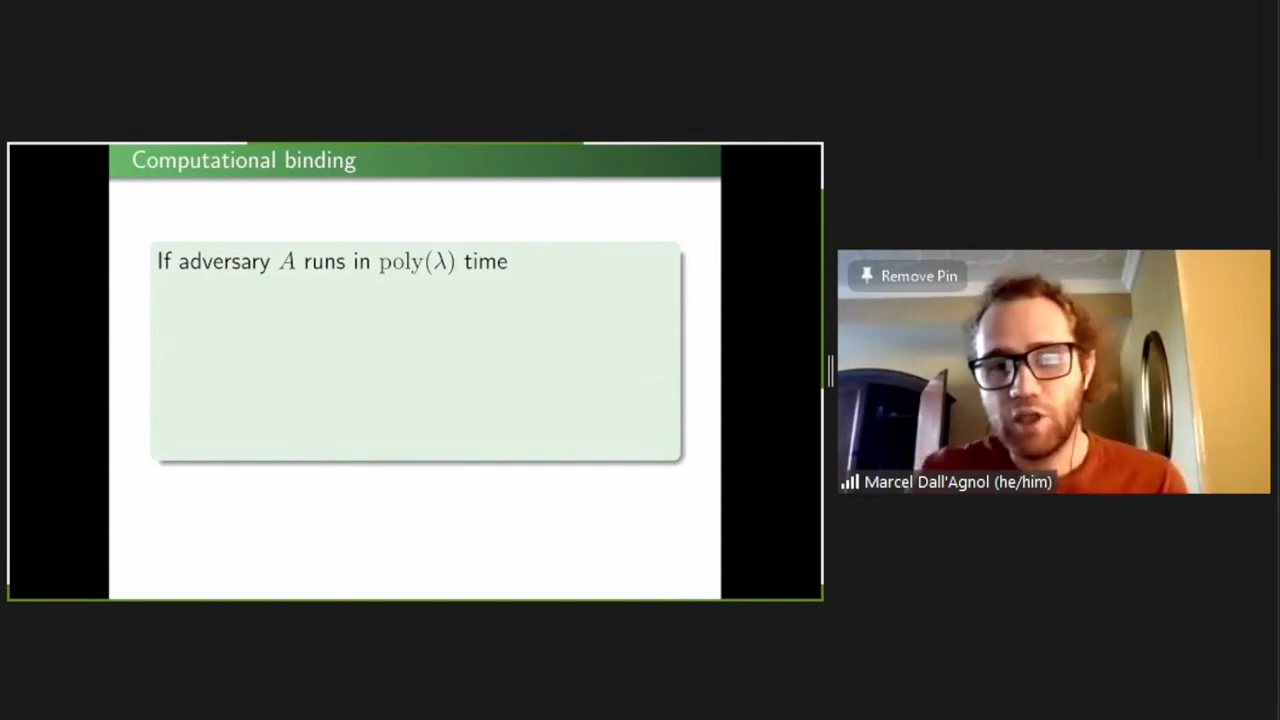 Computational binding
If adversary A runs in poly(λ) time
Remove Pin
Marcel Dall'Agnol (he/him)